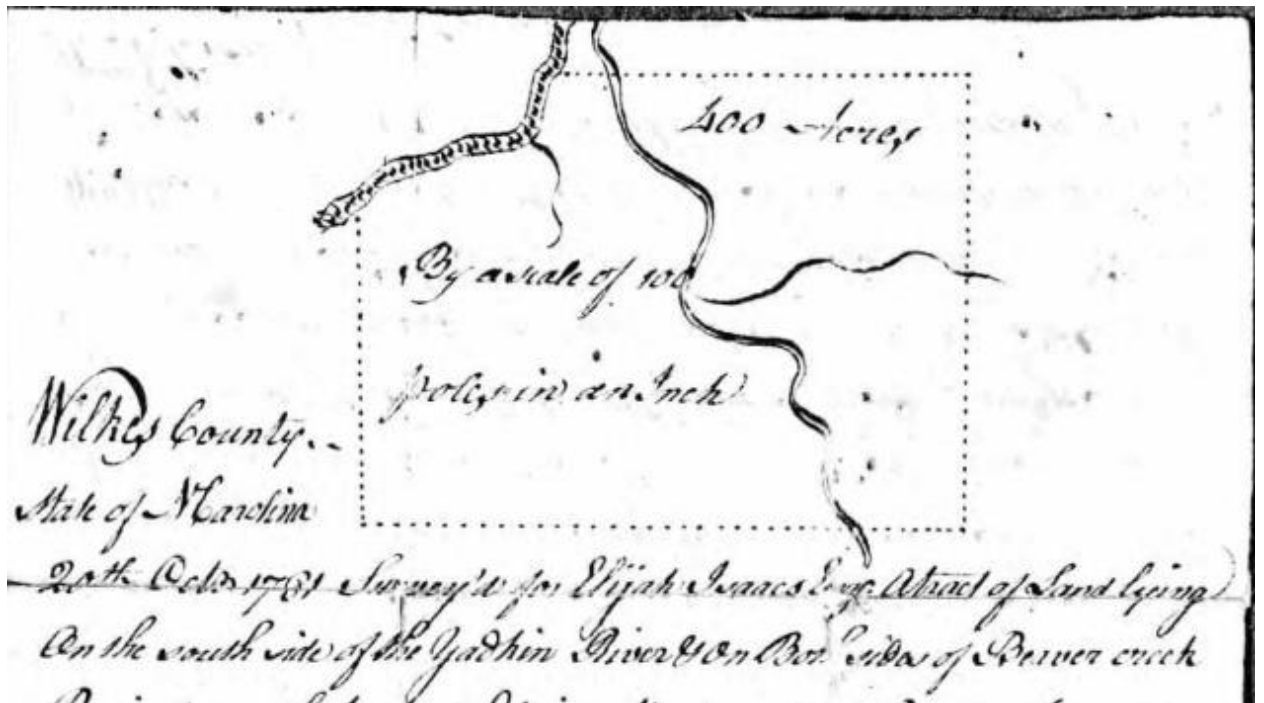 400 Acres
By a scale of 100
poles in an Inch
Wilkes County
State of N Carolina
20th Octr 1781 Survey'd for Elijah Isaacs Esqr. A tract of Land lying
On the south side of the Yadkin River & On Both sides of Beaver creek